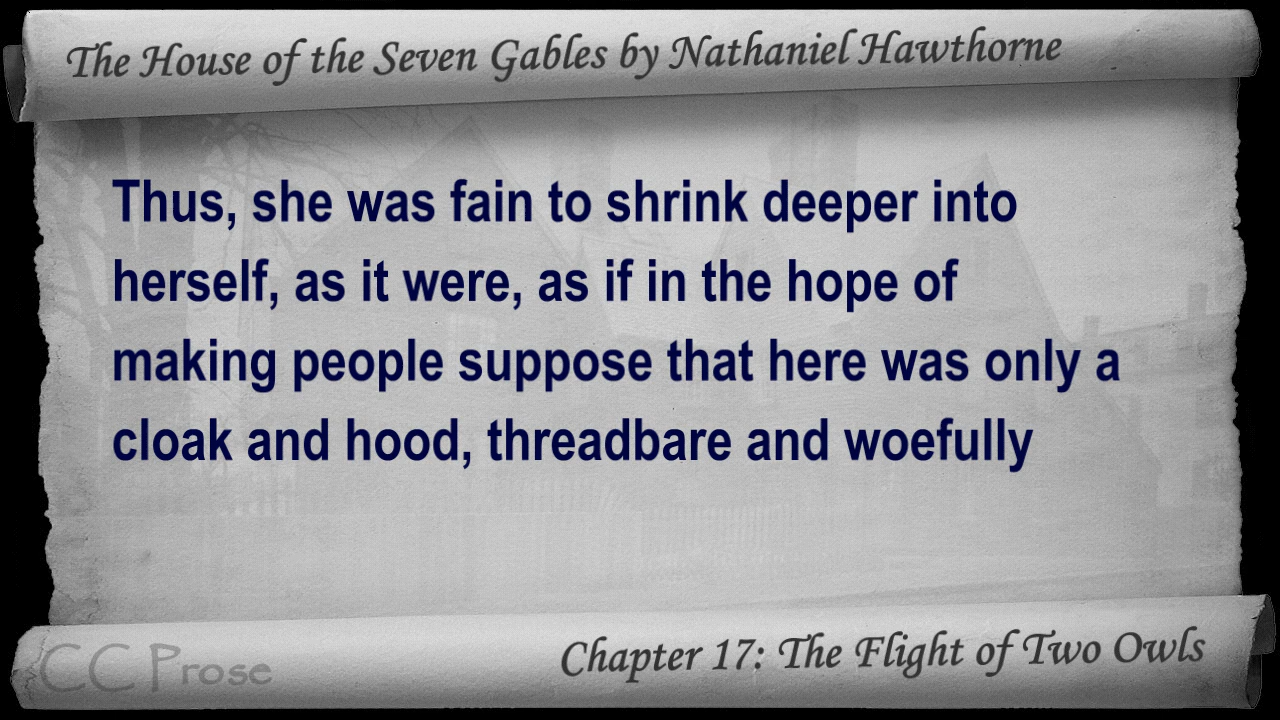 The House of the Seven Gables by Nathaniel Hawthorne
Thus, she was fain to shrink deeper into
herself, as it were, as if in the hope of
making people suppose that here was only a
cloak and hood, threadbare and woefully
CC Prose
Chapter 17: The Flight of Two Owls